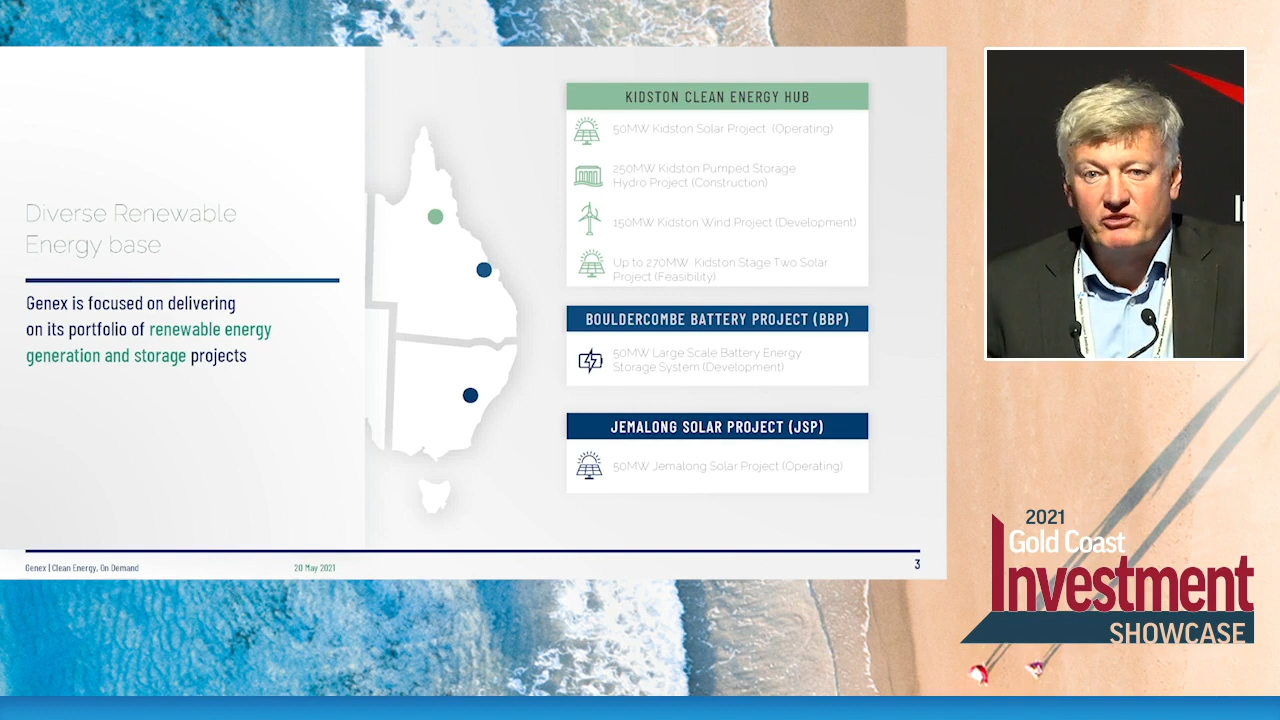 Diverse Renewable
Energy base
Genex is focused on delivering
on its portfolio of renewable energy
generation and storage projects
KIDSTON CLEAN ENERGY HUB
50MW Kidston Solar Project (Operating)
250MW Kidston Pumped Storage
Hydro Project (Construction)
150MW Kidston Wind Project (Development)
Up to 270MW Kidston Stage Two Solar
Project (Feasibility)
BOULDERCOMBE BATTERY PROJECT (BBP)
50MW Large Scale Battery Energy
Storage System (Development)
JEMALONG SOLAR PROJECT (JSP)
50MW Jemalong Solar Project (Operating)
Genex | Clean Energy. On Demand
20 May 2021
3
2021
Gold Coast
Investment
SHOWCASE